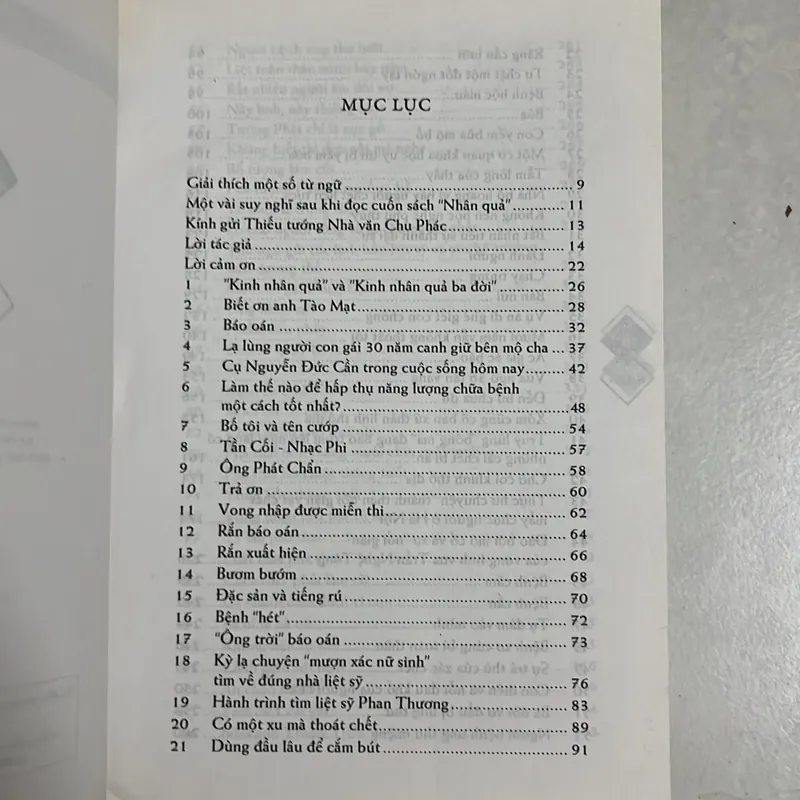 MỤC LỤC
Giải thích một số từ ngữ ........ 9
Một vài suy nghĩ sau khi đọc cuốn sách "Nhân quả" ........ 11
Kính gửi Thiếu tướng Nhà văn Chu Phác ........ 13
Lời tác giả ........ 14
Lời cảm ơn ........ 22
1 "Kinh nhân quả" và "Kinh nhân quả ba đời" ........ 26
2 Biết ơn anh Tào Mạt ........ 28
3 Báo oán ........ 32
4 Lạ lùng người con gái 30 năm canh giữ bên mộ cha ... 37
5 Cụ Nguyễn Đức Cần trong cuộc sống hôm nay ........ 42
6 Làm thế nào để hấp thụ năng lượng chữa bệnh
một cách tốt nhất? ........ 48
7 Bố tôi và tên cướp ........ 54
8 Tần Cối - Nhạc Phi ........ 57
9 Ông Phát Chẩn ........ 58
10 Trả ơn ........ 60
11 Vong nhập được miễn thi ........ 62
12 Rắn báo oán ........ 64
13 Rắn xuất hiện ........ 66
14 Bươm bướm ........ 68
15 Đặc sản và tiếng rú ........ 70
16 Bệnh "hét" ........ 72
17 "Ông trời" báo oán ........ 73
18 Kỳ lạ chuyện "mượn xác nữ sinh"
tìm về đúng nhà liệt sỹ ........ 76
19 Hành trình tìm liệt sỹ Phan Thương ........ 83
20 Có một xu mà thoát chết ........ 89
21 Dùng đầu lâu để cắm bút ........ 91